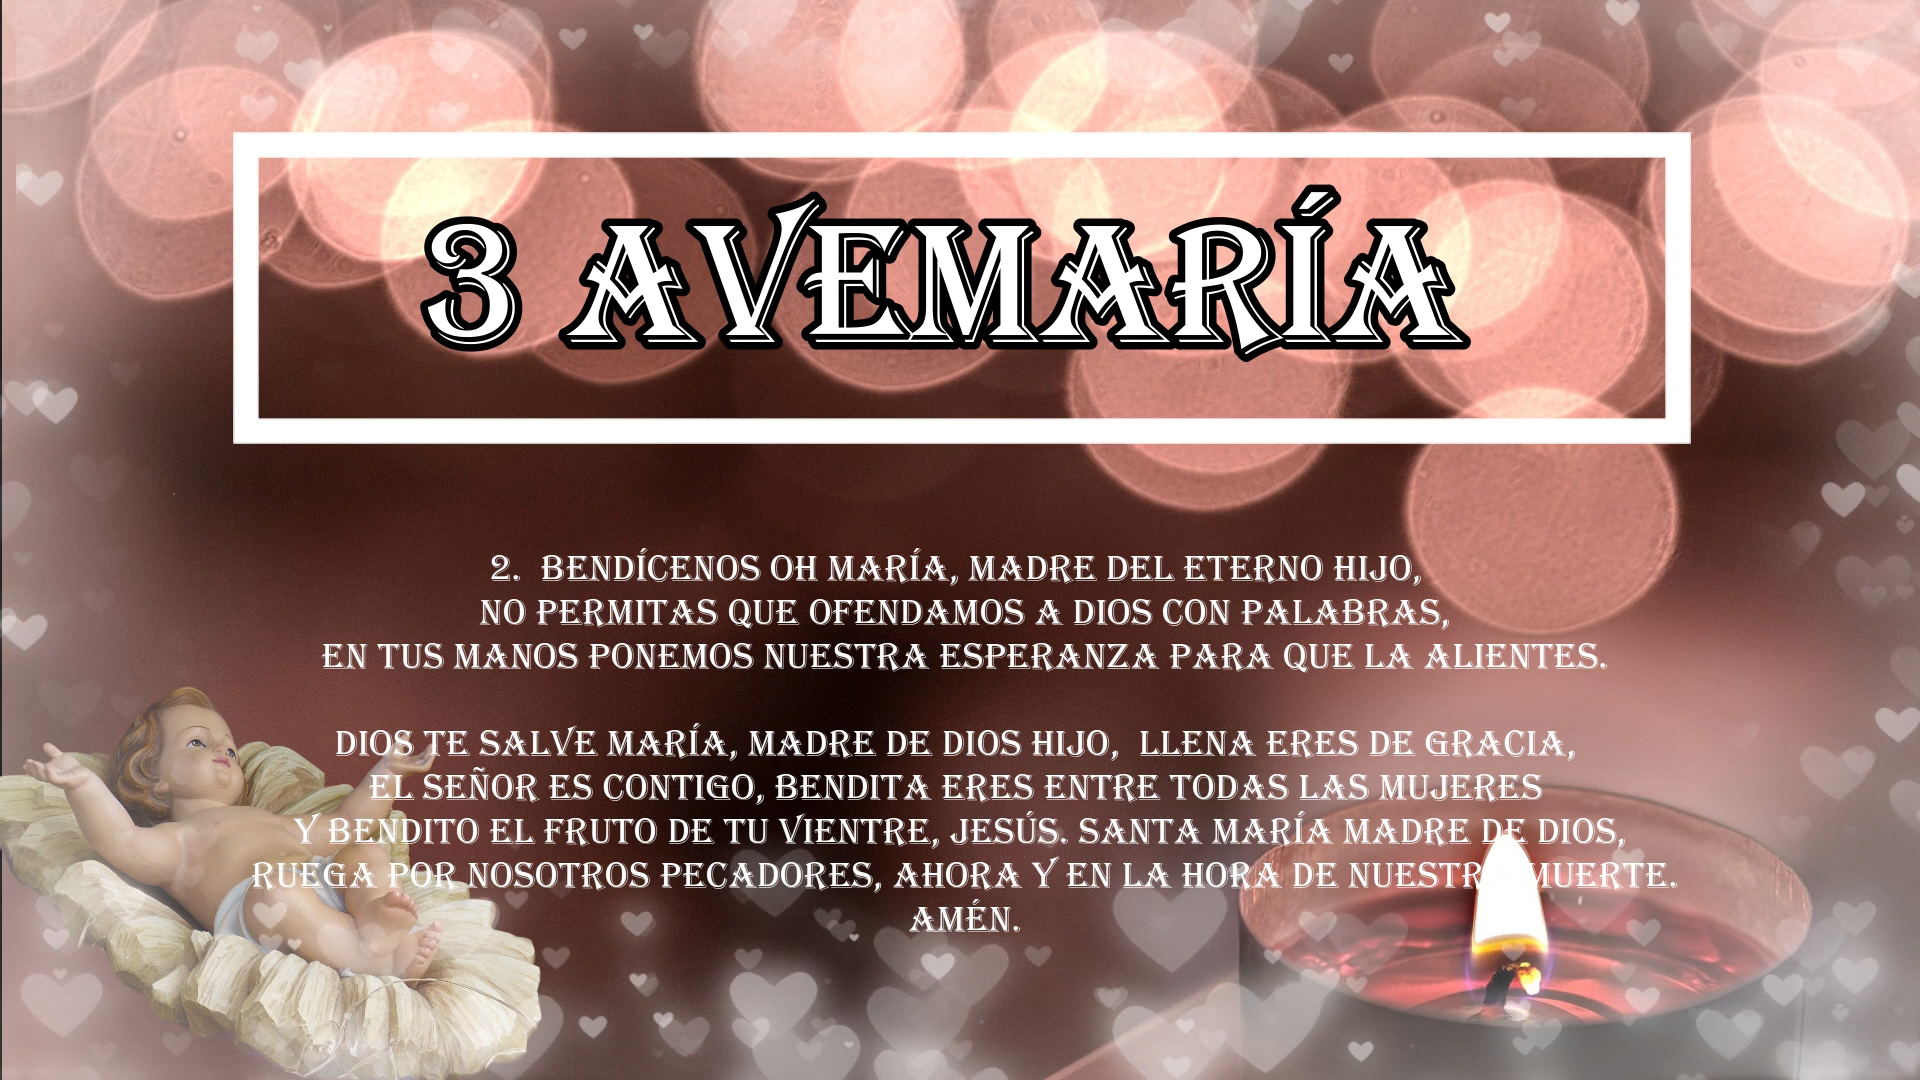 3 AVEMARÍA
2. BENDÍCENOS OH MARÍA, MADRE DEL ETERNO HIJO,
NO PERMITAS QUE OFENDAMOS A DIOS CON PALABRAS,
EN TUS MANOS PONEMOS NUESTRA ESPERANZA PARA QUE LA ALIENTES.
DIOS TE SALVE MARÍA, MADRE DE DIOS HIJO, LLENA ERES DE GRACIA,
EL SEÑOR ES CONTIGO, BENDITA ERES ENTRE TODAS LAS MUJERES
Y BENDITO EL FRUTO DE TU VIENTRE, JESÚS. SANTA MARÍA MADRE DE DIOS,
RUEGA POR NOSOTROS PECADORES, AHORA Y EN LA HORA DE NUESTRA MUERTE.
AMÉN.